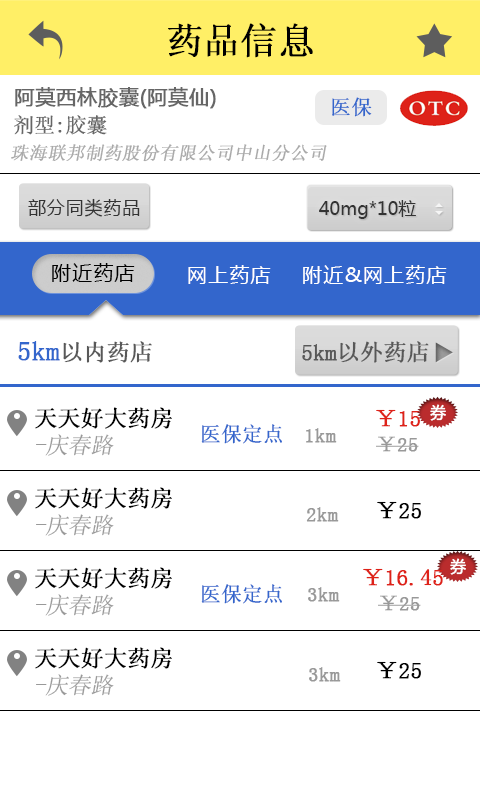 药品信息
阿莫西林胶囊(阿莫仙)
医保 OTC
剂型:胶囊
珠海联邦制药股份有限公司中山分公司
部分同类药品 40mg*10粒
附近药店 网上药店 附近&网上药店
5km以内药店 5km以外药店
天天好大药房 ¥15 券
-庆春路 医保定点 1km ¥25
天天好大药房
-庆春路 2km ¥25
天天好大药房 ¥16.45 券
-庆春路 医保定点 3km ¥25
天天好大药房
-庆春路 3km ¥25